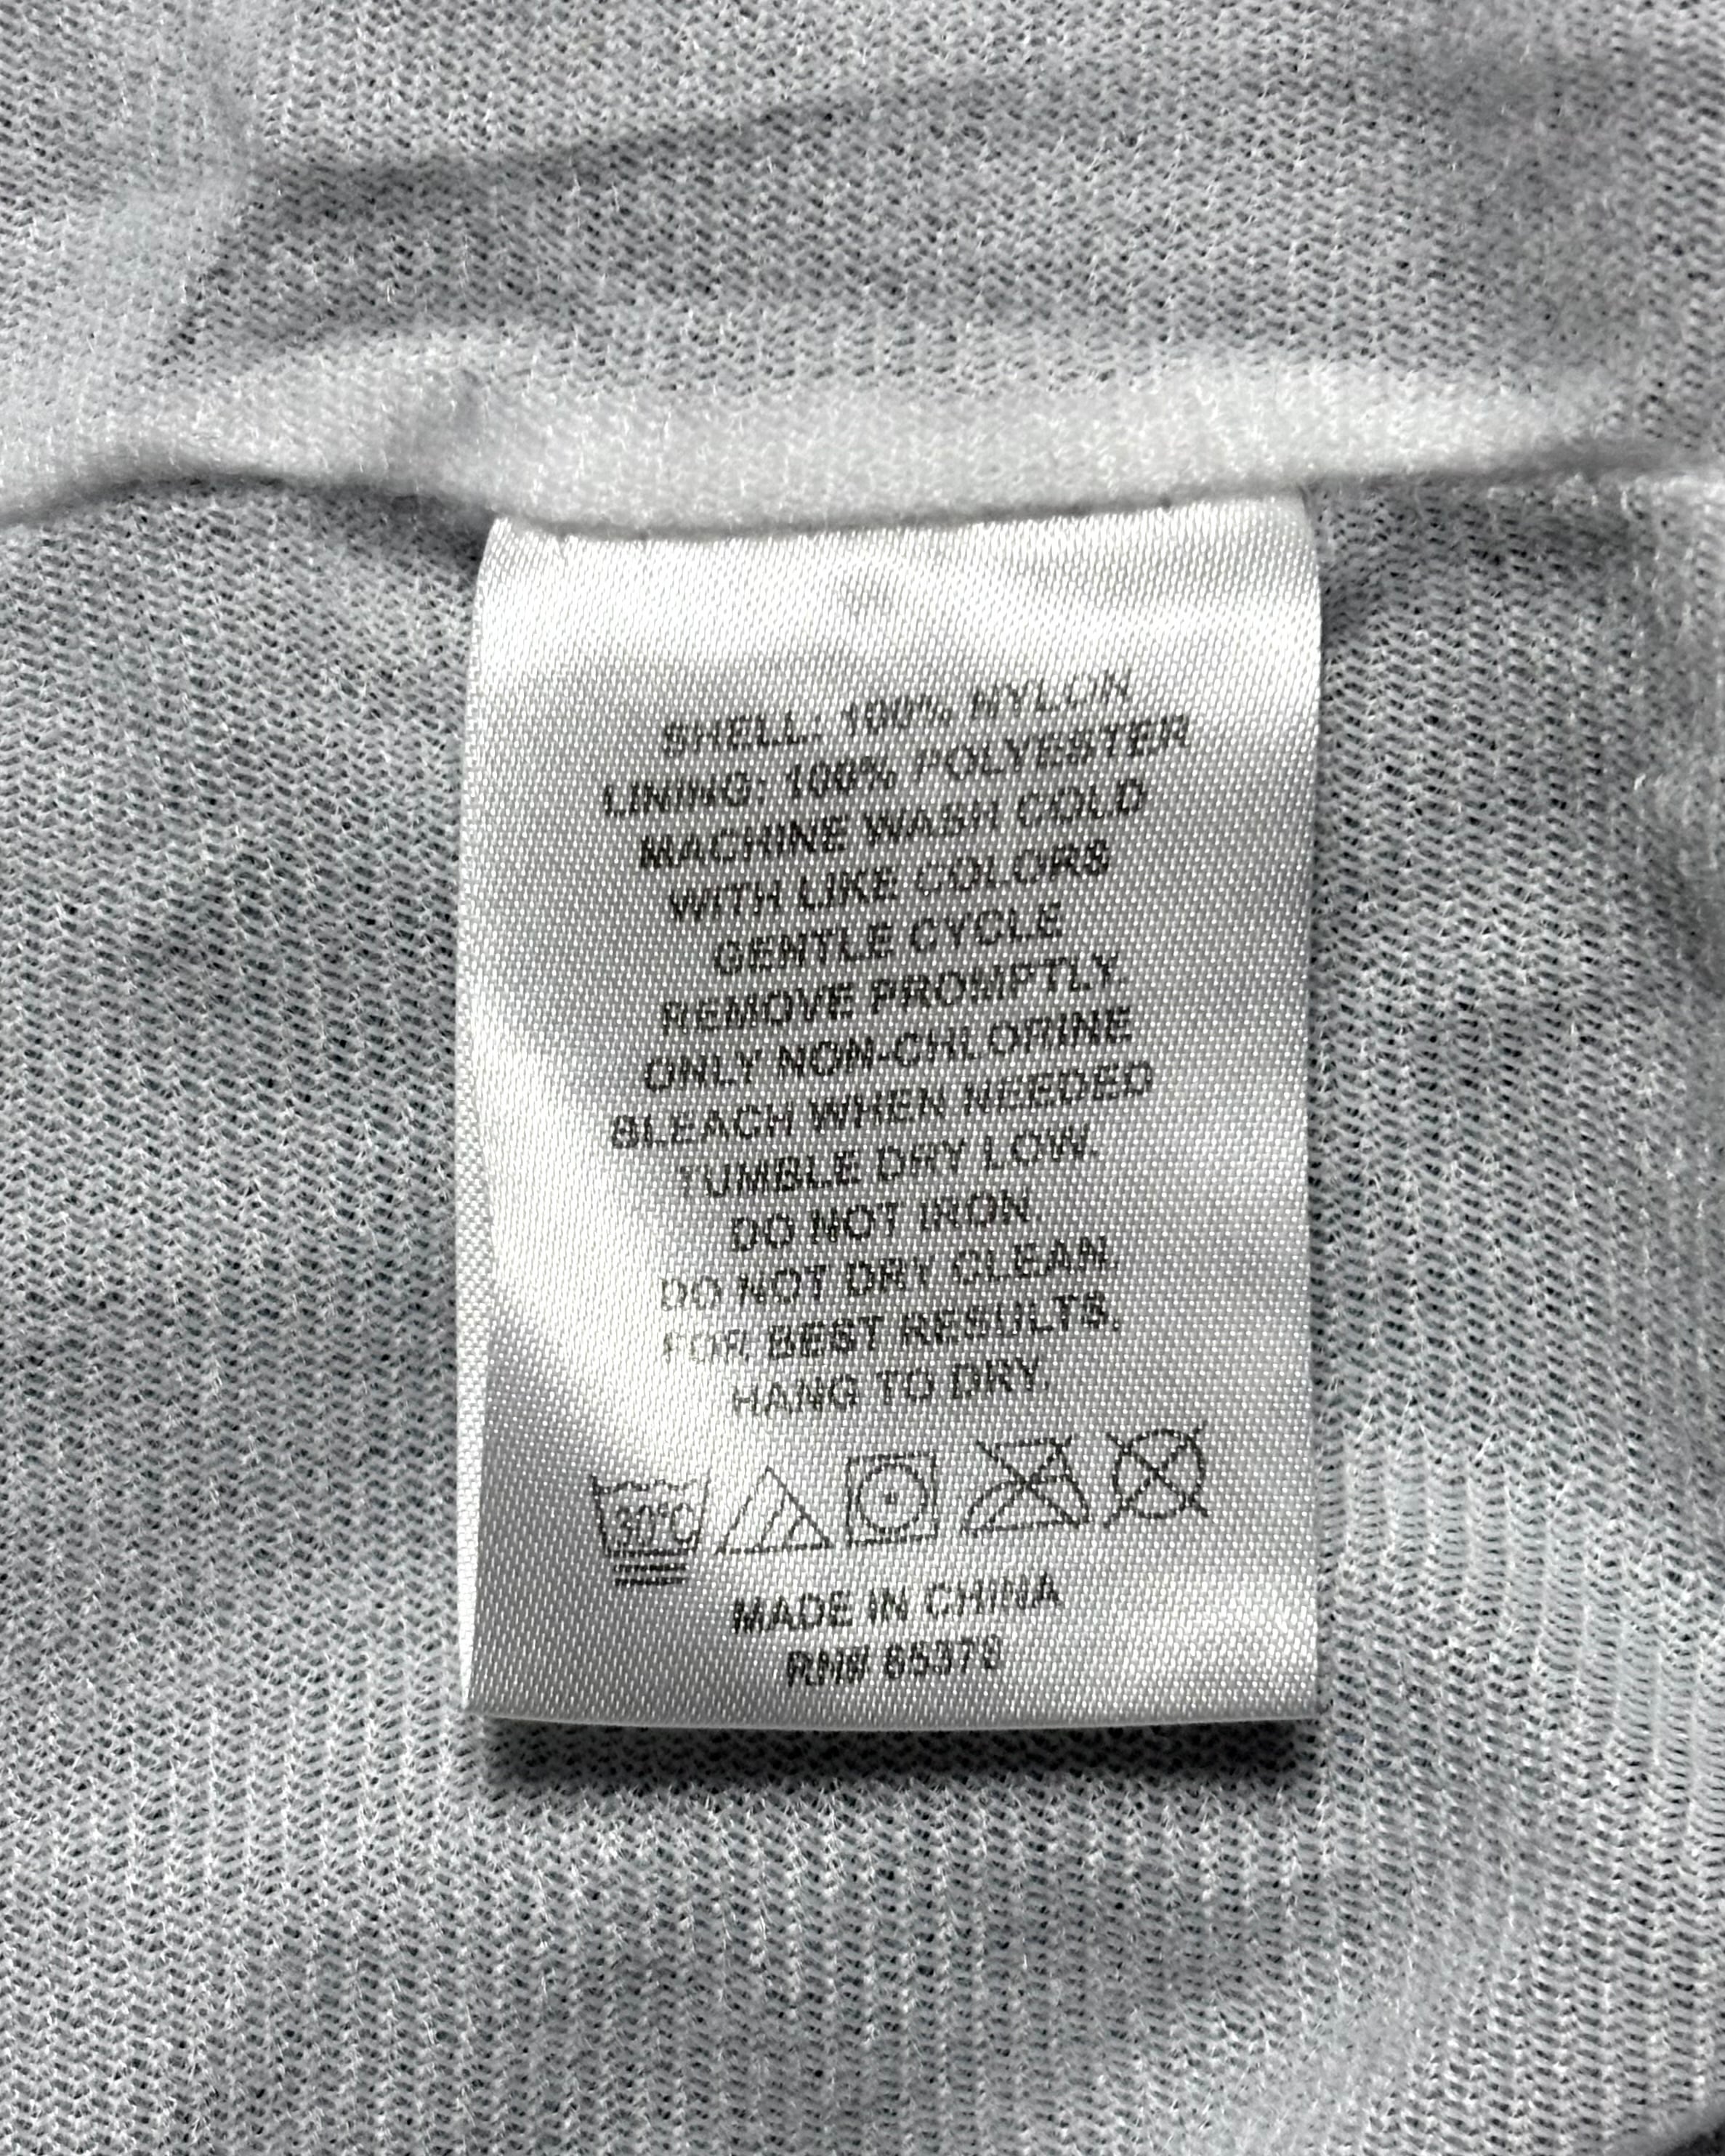 SHELL: 100% NYLON
LINING: 100% POLYESTER
MACHINE WASH COLD
WITH LIKE COLORS
GENTLE CYCLE
REMOVE PROMPTLY.
ONLY NON-CHLORINE
BLEACH WHEN NEEDED
TUMBLE DRY LOW.
DO NOT IRON.
DO NOT DRY CLEAN.
FOR BEST RESULTS,
HANG TO DRY.
30°C
MADE IN CHINA
RN#